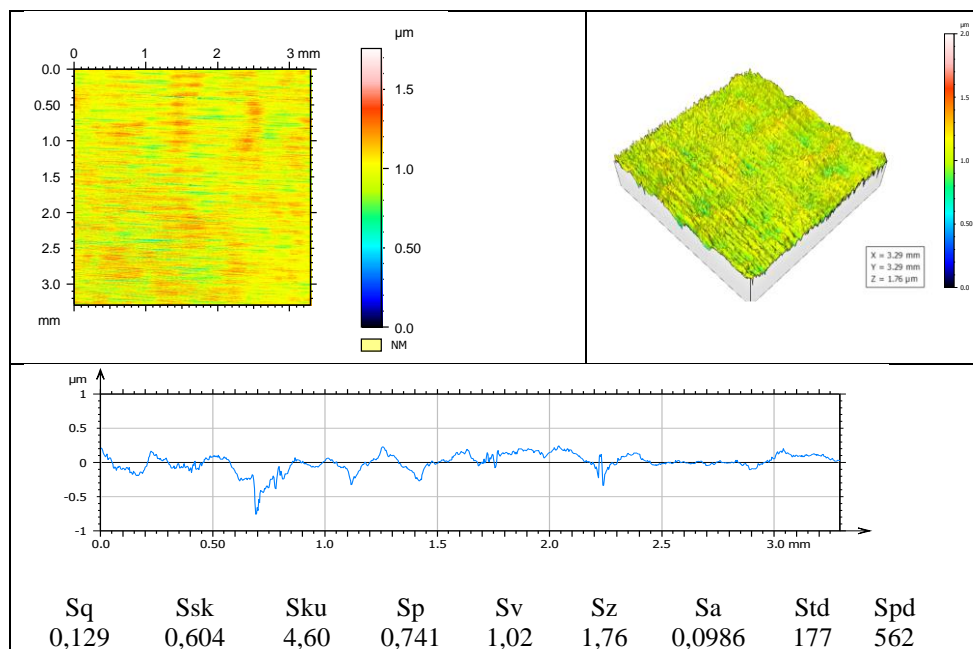 µm
0 1 2 3 mm
0.0
0.50
1.0
1.5
2.0
2.5
3.0
mm
1.5
1.0
0.50
0.0
NM
µm
2.0
1.5
1.0
0.50
0.0
X = 3.29 mm
Y = 3.29 mm
Z = 1.76 µm
µm
1
0.5
0
-0.5
-1
0.0 0.50 1.0 1.5 2.0 2.5 3.0 mm
Sq Ssk Sku Sp Sv Sz Sa Std Spd
0,129 0,604 4,60 0,741 1,02 1,76 0,0986 177 562